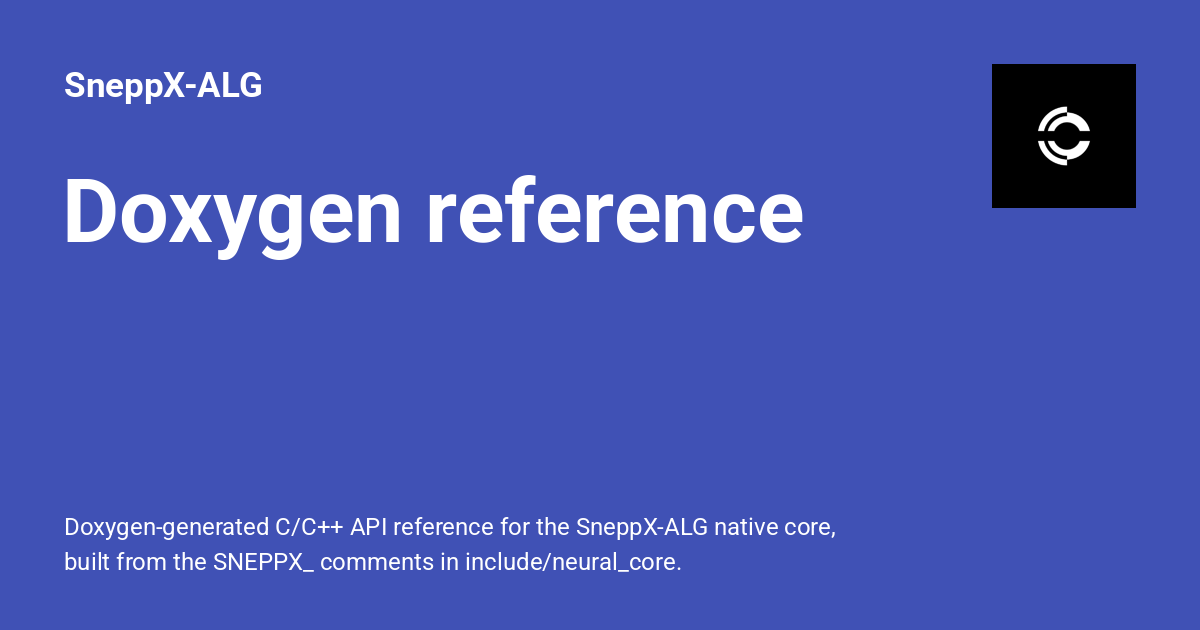 SneppX-ALG
Doxygen reference
Doxygen-generated C/C++ API reference for the SneppX-ALG native core,
built from the SNEPPX_ comments in include/neural_core.